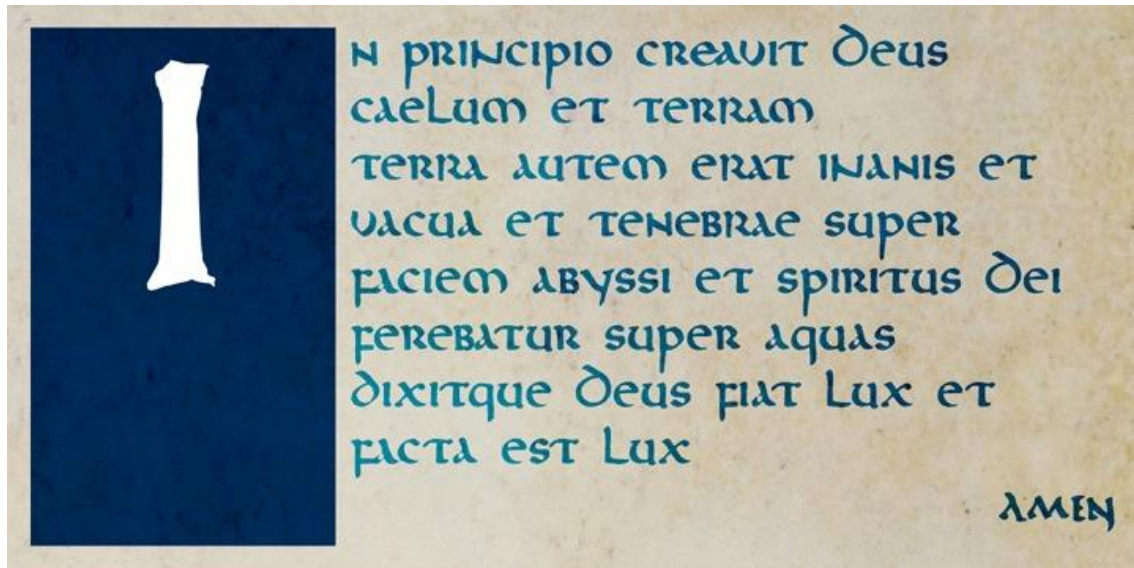 In principio creavit Deus
caelum et terram
terra autem erat inanis et
vacua et tenebrae super
faciem abyssi et spiritus Dei
ferebatur super aquas
dixitque Deus fiat lux et
facta est lux
AMEN